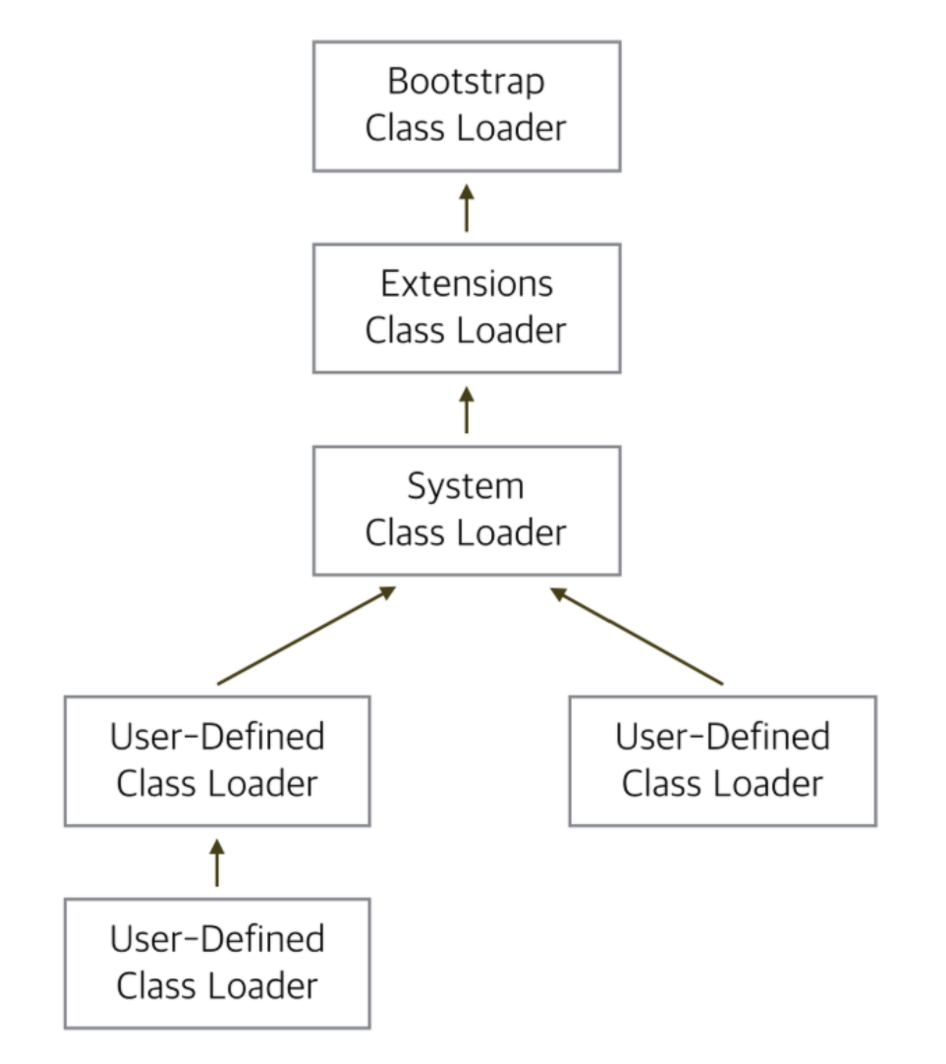 Bootstrap
Class Loader
Extensions
Class Loader
System
Class Loader
User-Defined
Class Loader
User-Defined
Class Loader
User-Defined
Class Loader